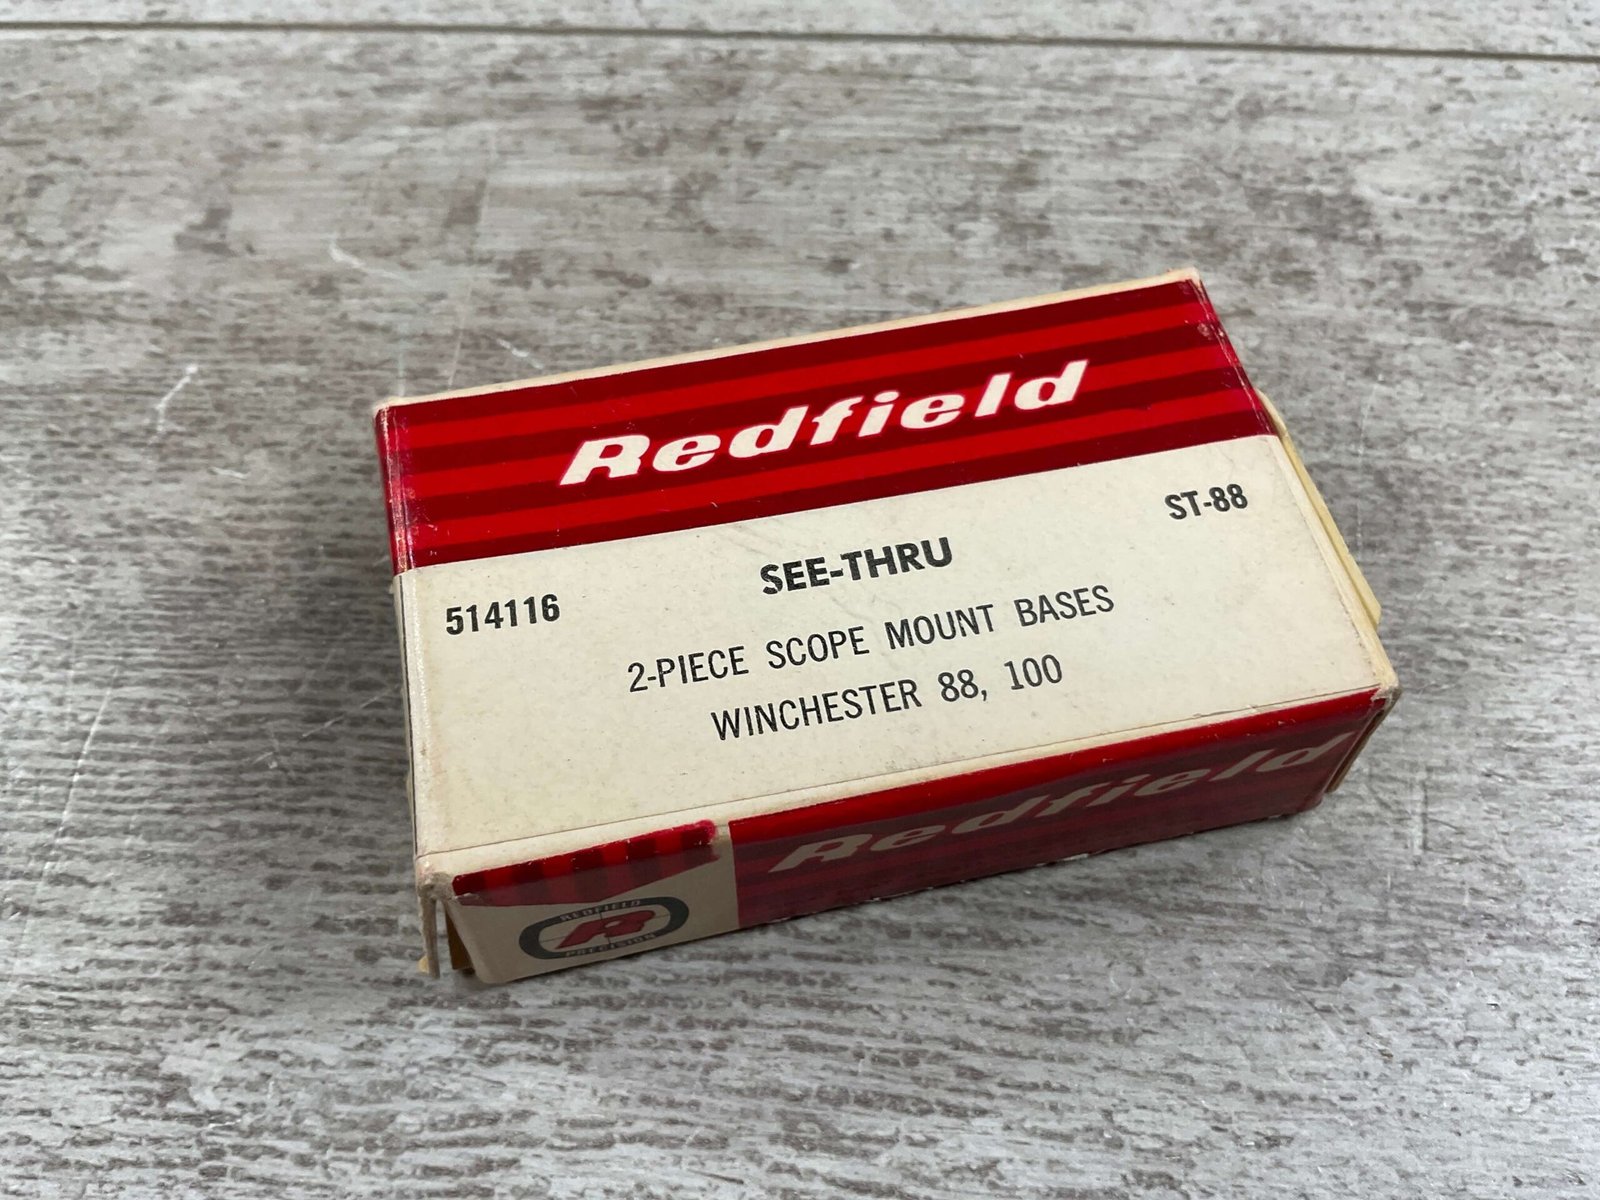 Redfield
ST-88
514116
SEE-THRU
2-PIECE SCOPE MOUNT BASES
WINCHESTER 88, 100
Redfield
REDFIELD
R
PRECISION